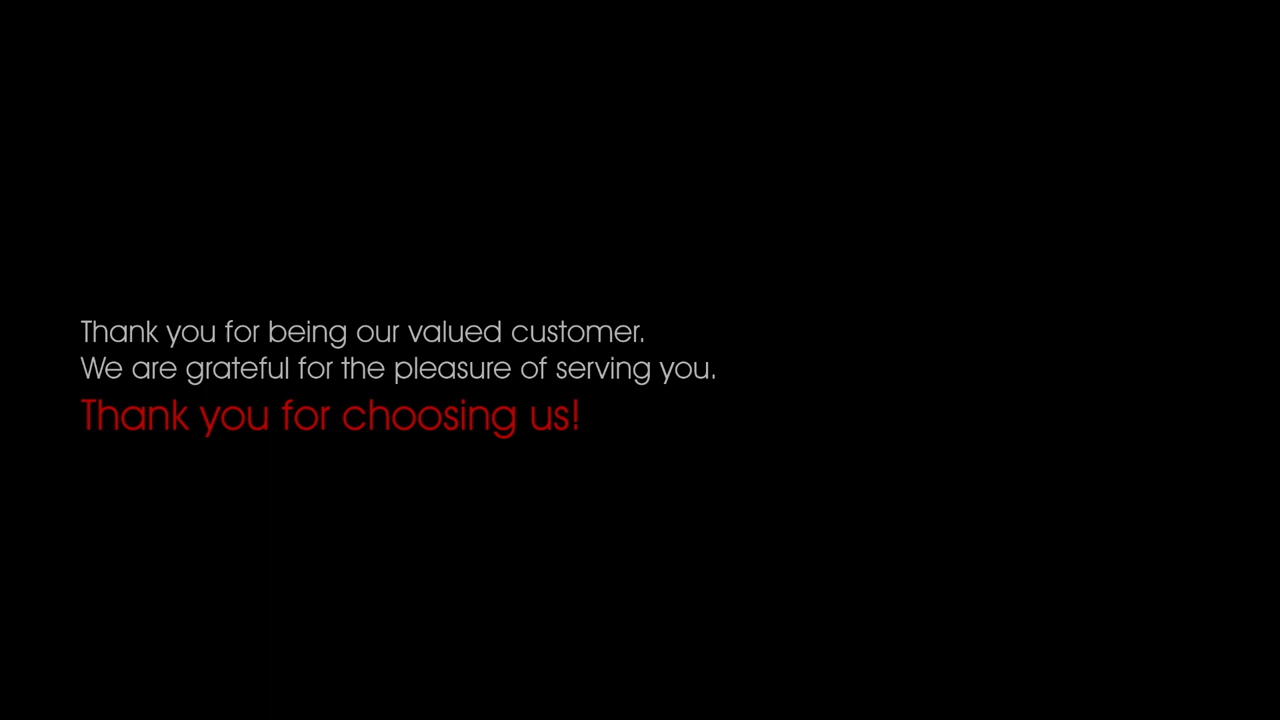 Thank you for being our valued customer.
We are grateful for the pleasure of serving you.
Thank you for choosing us!